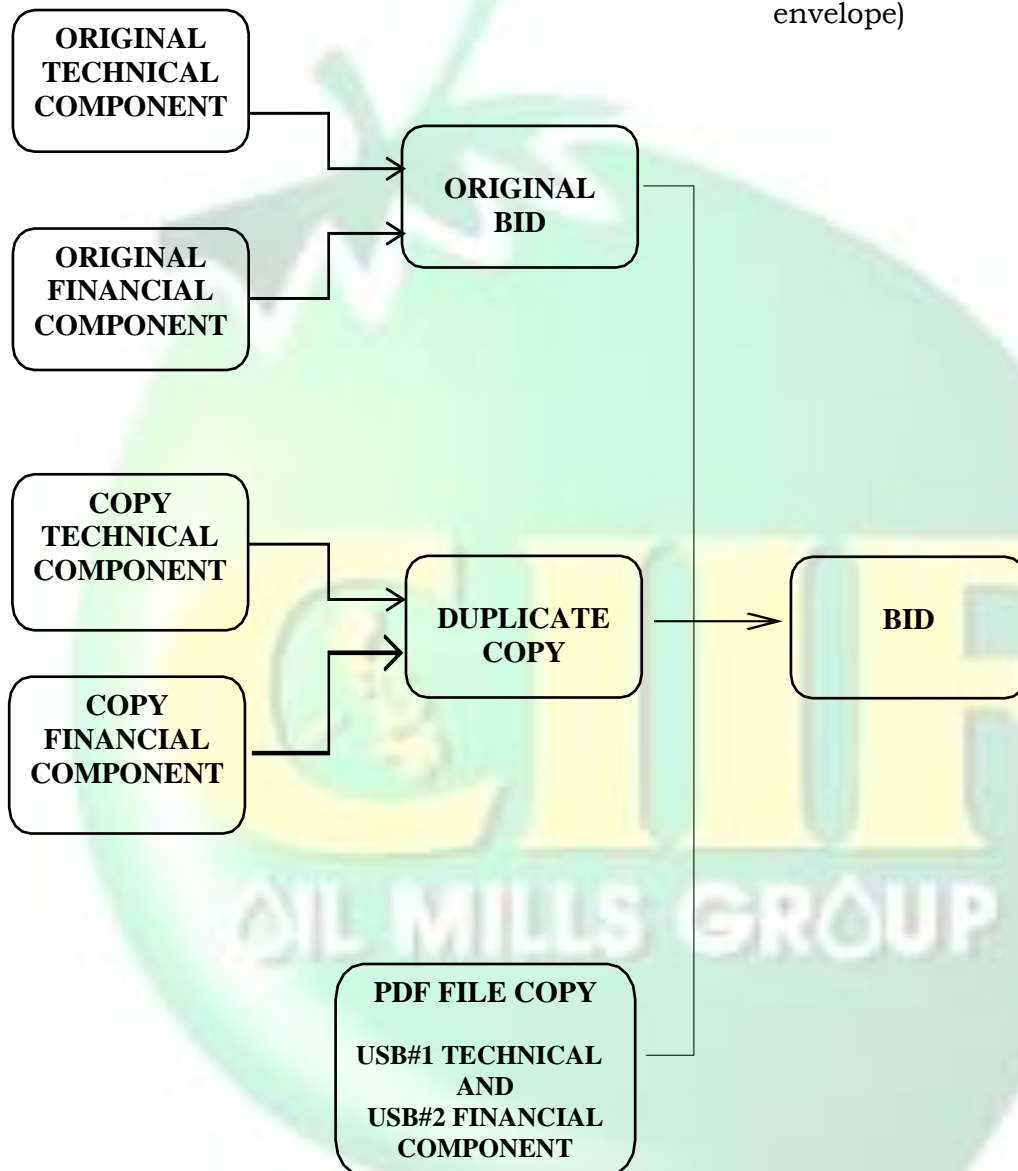 envelope)
ORIGINAL
TECHNICAL
COMPONENT
ORIGINAL
BID
ORIGINAL
FINANCIAL
COMPONENT
COPY
TECHNICAL
COMPONENT
DUPLICATE
COPY
BID
COPY
FINANCIAL
COMPONENT
CIIF
OIL MILLS GROUP
PDF FILE COPY
USB#1 TECHNICAL
AND
USB#2 FINANCIAL
COMPONENT